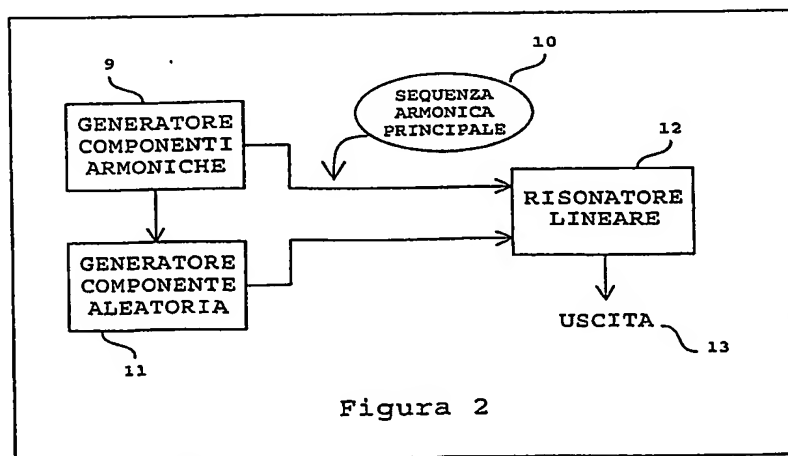 9
GENERATORE
COMPONENTI
ARMONICHE
10
SEQUENZA
ARMONICA
PRINCIPALE
12
RISONATORE
LINEARE
GENERATORE
COMPONENTE
ALEATORIA
11
USCITA
13
Figura 2